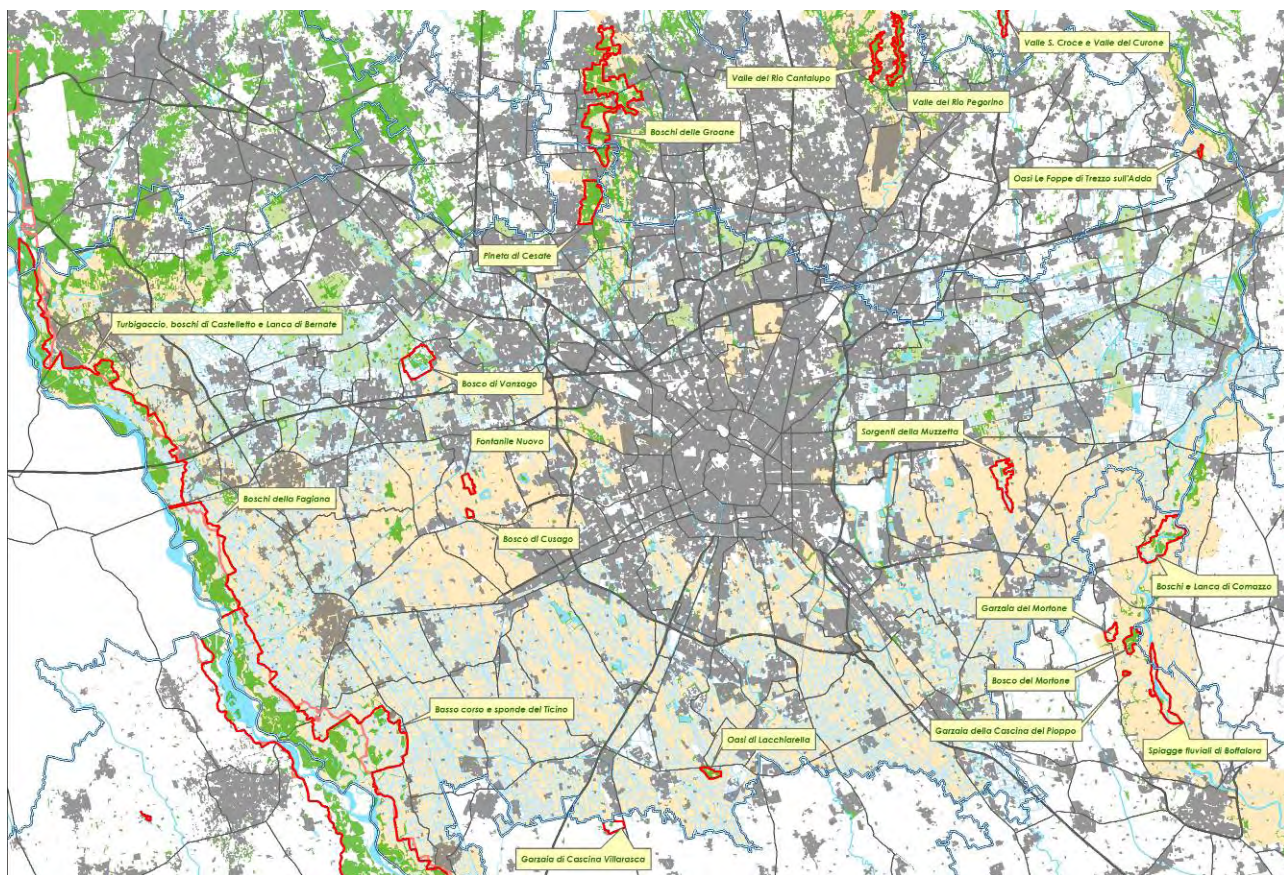 Valle S. Croce e Valle del Curone
Valle del Rio Cantalupo
Valle del Rio Pegorino
Boschi delle Groane
Oasi Le Foppe di Trezzo sull'Adda
Pineta di Cesate
Turbigaccio, boschi di Castelletto e Lanca di Bernate
Bosco di Vanzago
Sorgenti della Muzzetta
Fontanile Nuovo
Boschi della Fagiana
Bosco di Cusago
Boschi e Lanca di Comazzo
Garzaia del Mortone
Bosco del Mortone
Basso corso e sponde del Ticino
Garzaia della Cascina del Pioppo
Oasi di Lacchiarella
Spiagge fluviali di Boffalora
Garzaia di Cascina Villarasca